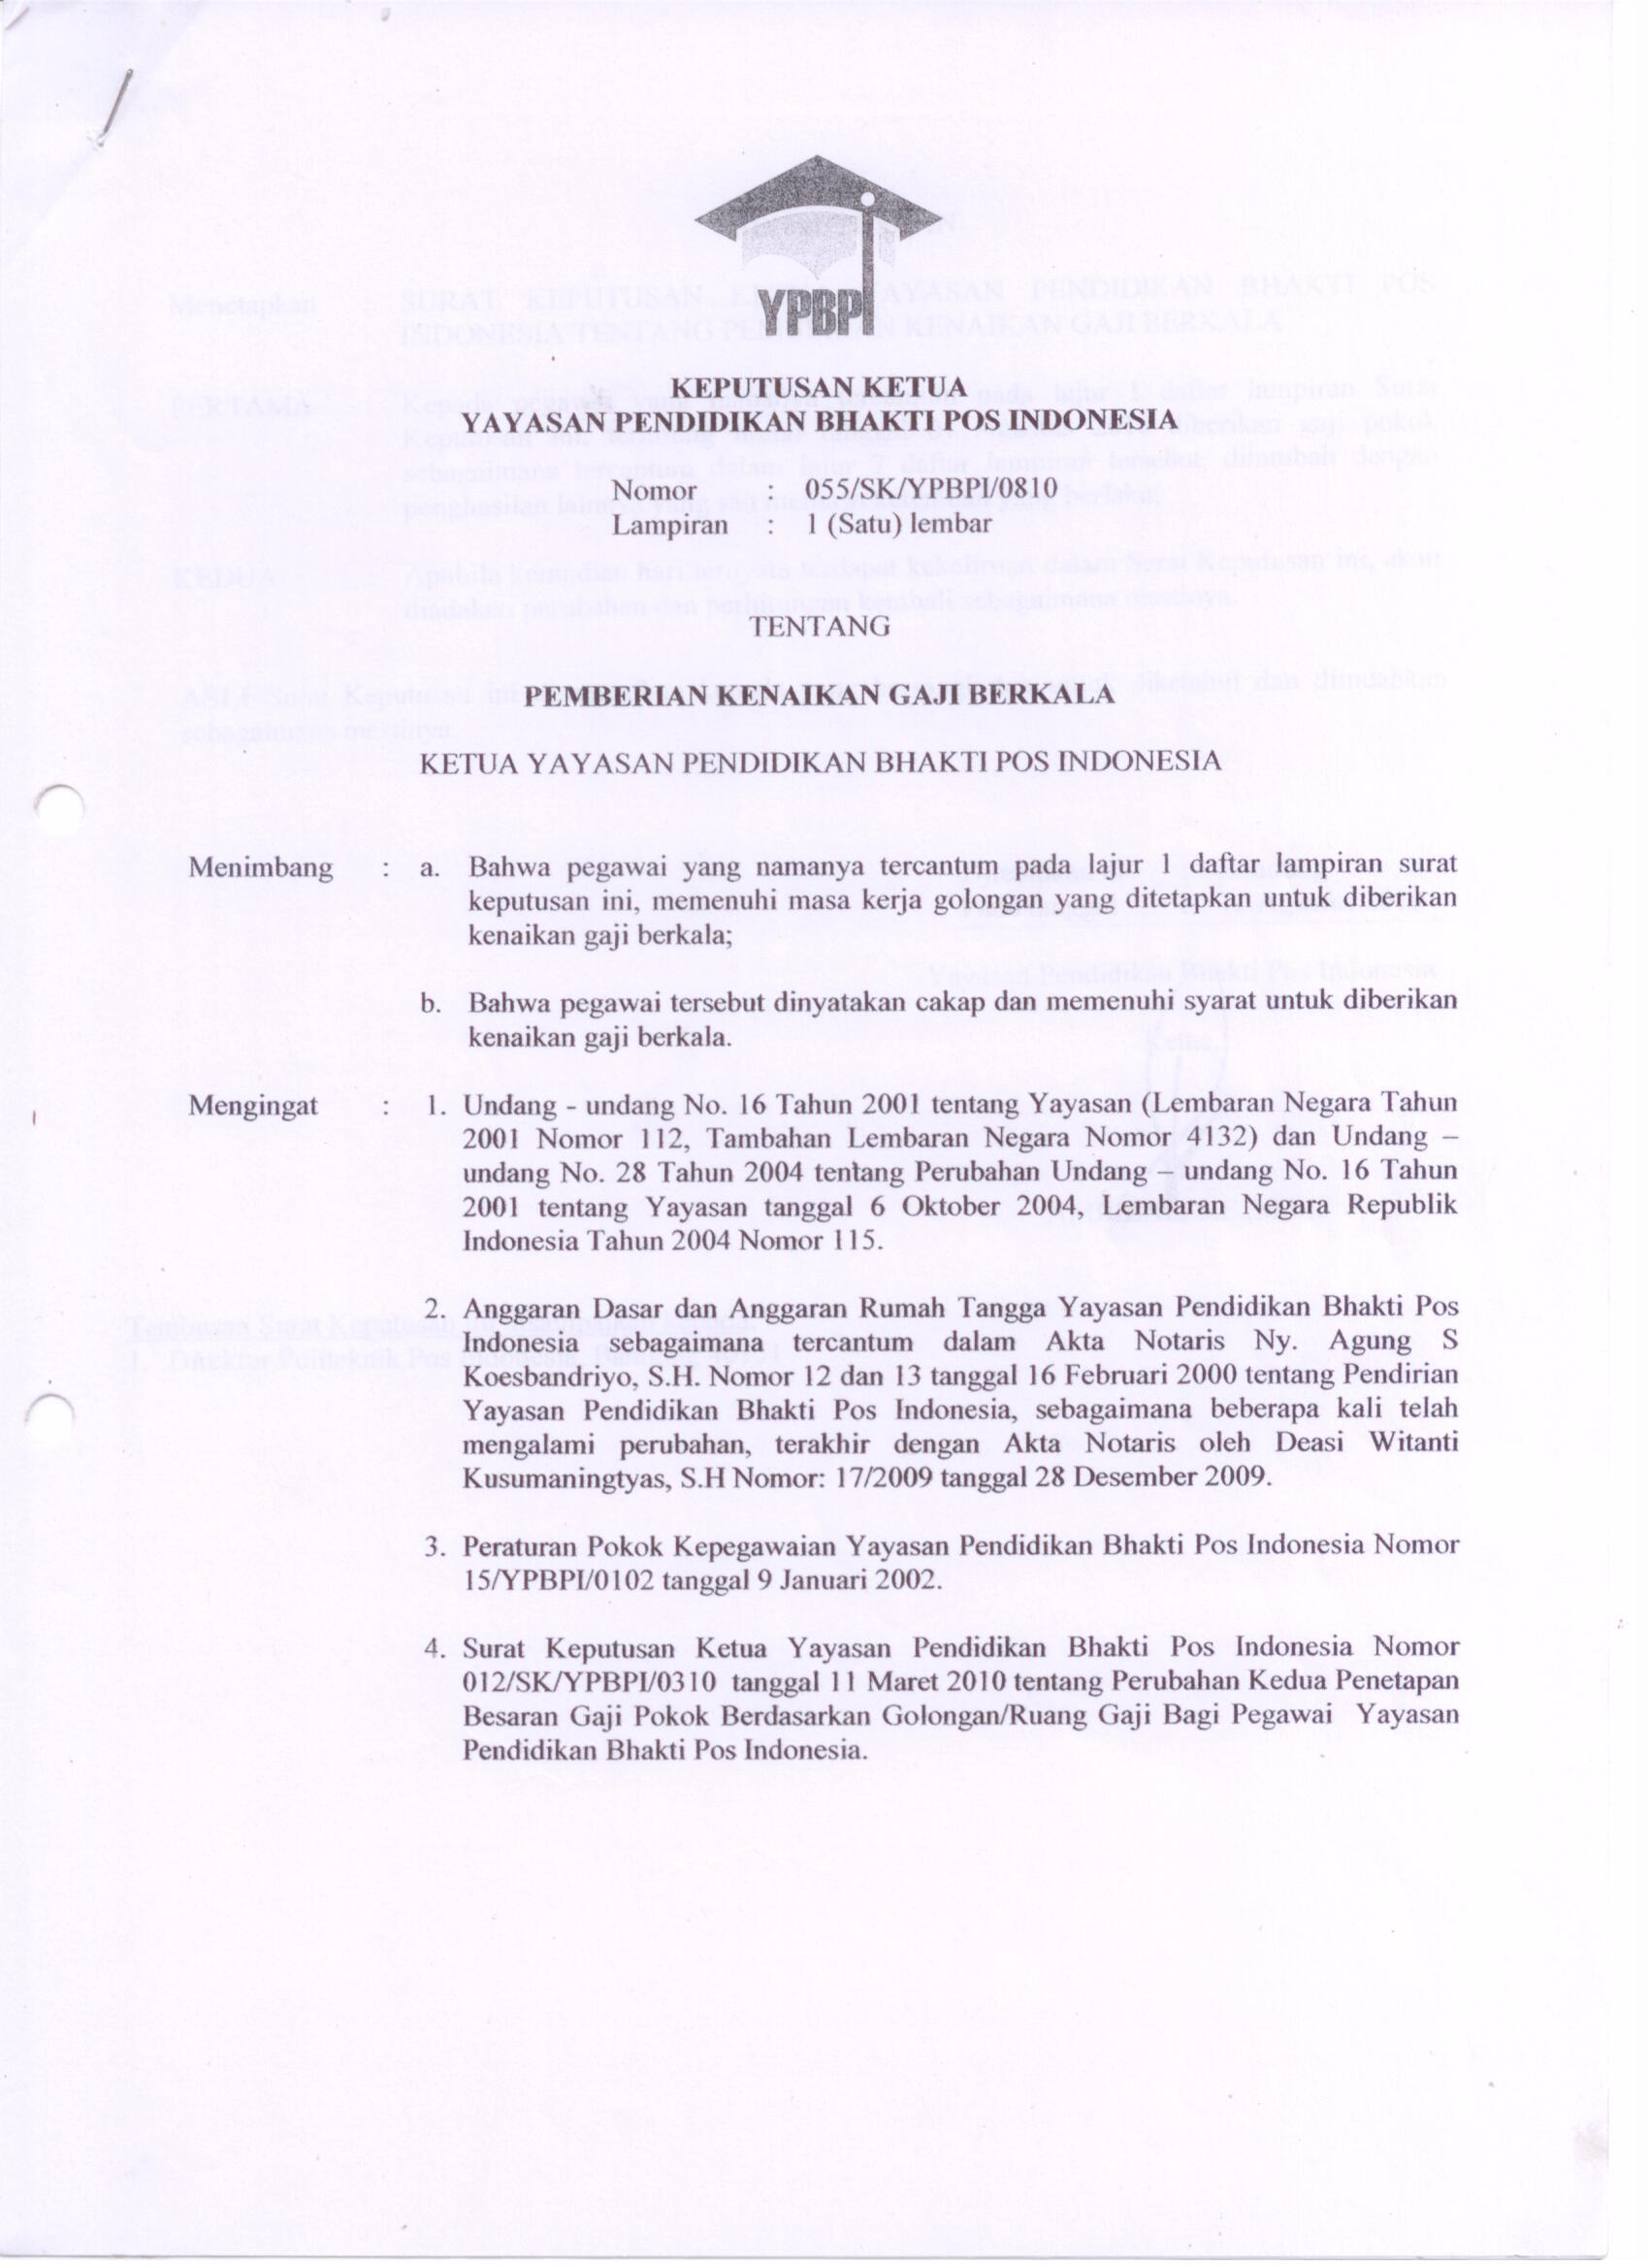 YPBPI
KEPUTUSAN KETUA
YAYASAN PENDIDIKAN BHAKTI POS INDONESIA
Nomor : 055/SK/YPBPI/0810
Lampiran : 1 (Satu) lembar
TENTANG
PEMBERIAN KENAIKAN GAJI BERKALA
KETUA YAYASAN PENDIDIKAN BHAKTI POS INDONESIA
Menimbang : a. Bahwa pegawai yang namanya tercantum pada lajur 1 daftar lampiran surat
keputusan ini, memenuhi masa kerja golongan yang ditetapkan untuk diberikan
kenaikan gaji berkala;
b. Bahwa pegawai tersebut dinyatakan cakap dan memenuhi syarat untuk diberikan
kenaikan gaji berkala.
Mengingat : 1. Undang - undang No. 16 Tahun 2001 tentang Yayasan (Lembaran Negara Tahun
2001 Nomor 112, Tambahan Lembaran Negara Nomor 4132) dan Undang –
undang No. 28 Tahun 2004 tentang Perubahan Undang – undang No. 16 Tahun
2001 tentang Yayasan tanggal 6 Oktober 2004, Lembaran Negara Republik
Indonesia Tahun 2004 Nomor 115.
2. Anggaran Dasar dan Anggaran Rumah Tangga Yayasan Pendidikan Bhakti Pos
Indonesia sebagaimana tercantum dalam Akta Notaris Ny. Agung S
Koesbandriyo, S.H. Nomor 12 dan 13 tanggal 16 Februari 2000 tentang Pendirian
Yayasan Pendidikan Bhakti Pos Indonesia, sebagaimana beberapa kali telah
mengalami perubahan, terakhir dengan Akta Notaris oleh Deasi Witanti
Kusumaningtyas, S.H Nomor: 17/2009 tanggal 28 Desember 2009.
3. Peraturan Pokok Kepegawaian Yayasan Pendidikan Bhakti Pos Indonesia Nomor
15/YPBPI/0102 tanggal 9 Januari 2002.
4. Surat Keputusan Ketua Yayasan Pendidikan Bhakti Pos Indonesia Nomor
012/SK/YPBPI/0310 tanggal 11 Maret 2010 tentang Perubahan Kedua Penetapan
Besaran Gaji Pokok Berdasarkan Golongan/Ruang Gaji Bagi Pegawai Yayasan
Pendidikan Bhakti Pos Indonesia.